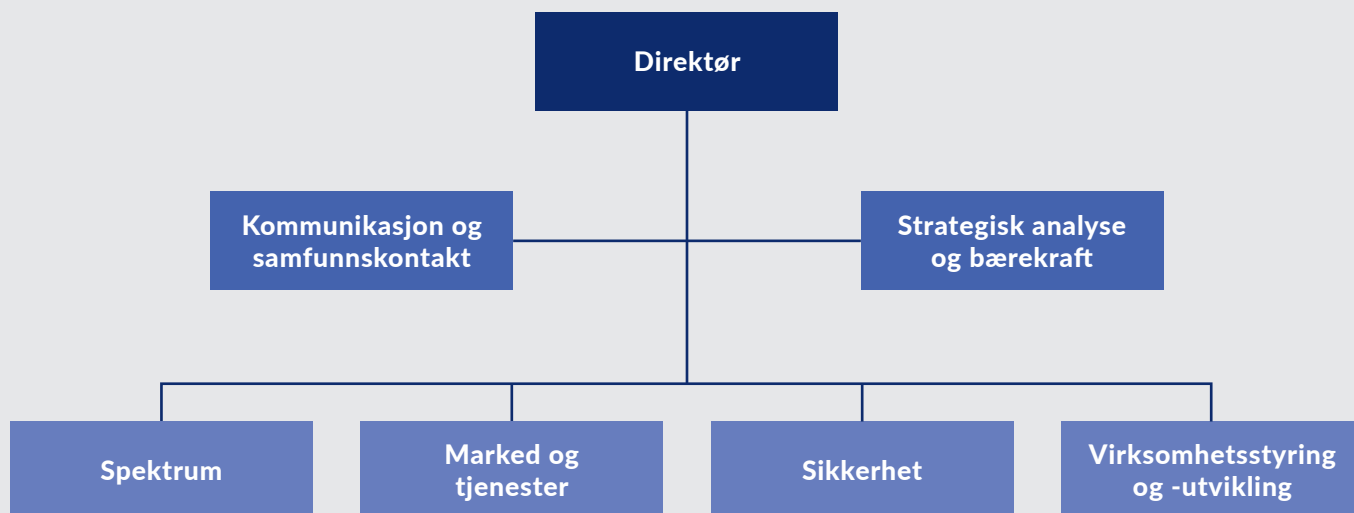 Direktør
Kommunikasjon og
samfunnskontakt
Strategisk analyse
og bærekraft
Spektrum
Marked og
tjenester
Sikkerhet
Virksomhetsstyring
og -utvikling